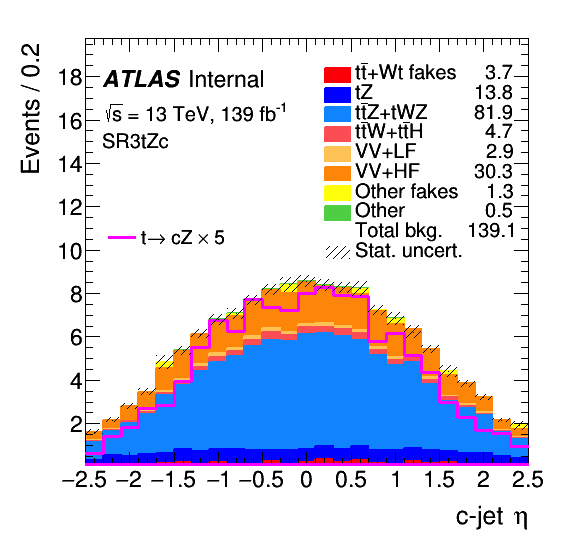 Events / 0.2
ATLAS Internal
√s = 13 TeV, 139 fb⁻¹
SR3tZc
t→ cZ × 5
tt̄+Wt fakes 3.7
tZ 13.8
tt̄Z+tWZ 81.9
tt̄W+tt̄H 4.7
VV+LF 2.9
VV+HF 30.3
Other fakes 1.3
Other 0.5
Total bkg. 139.1
Stat. uncert.
18
16
14
12
10
8
6
4
2
−2.5 −2 −1.5 −1 −0.5 0 0.5 1 1.5 2 2.5
c-jet η